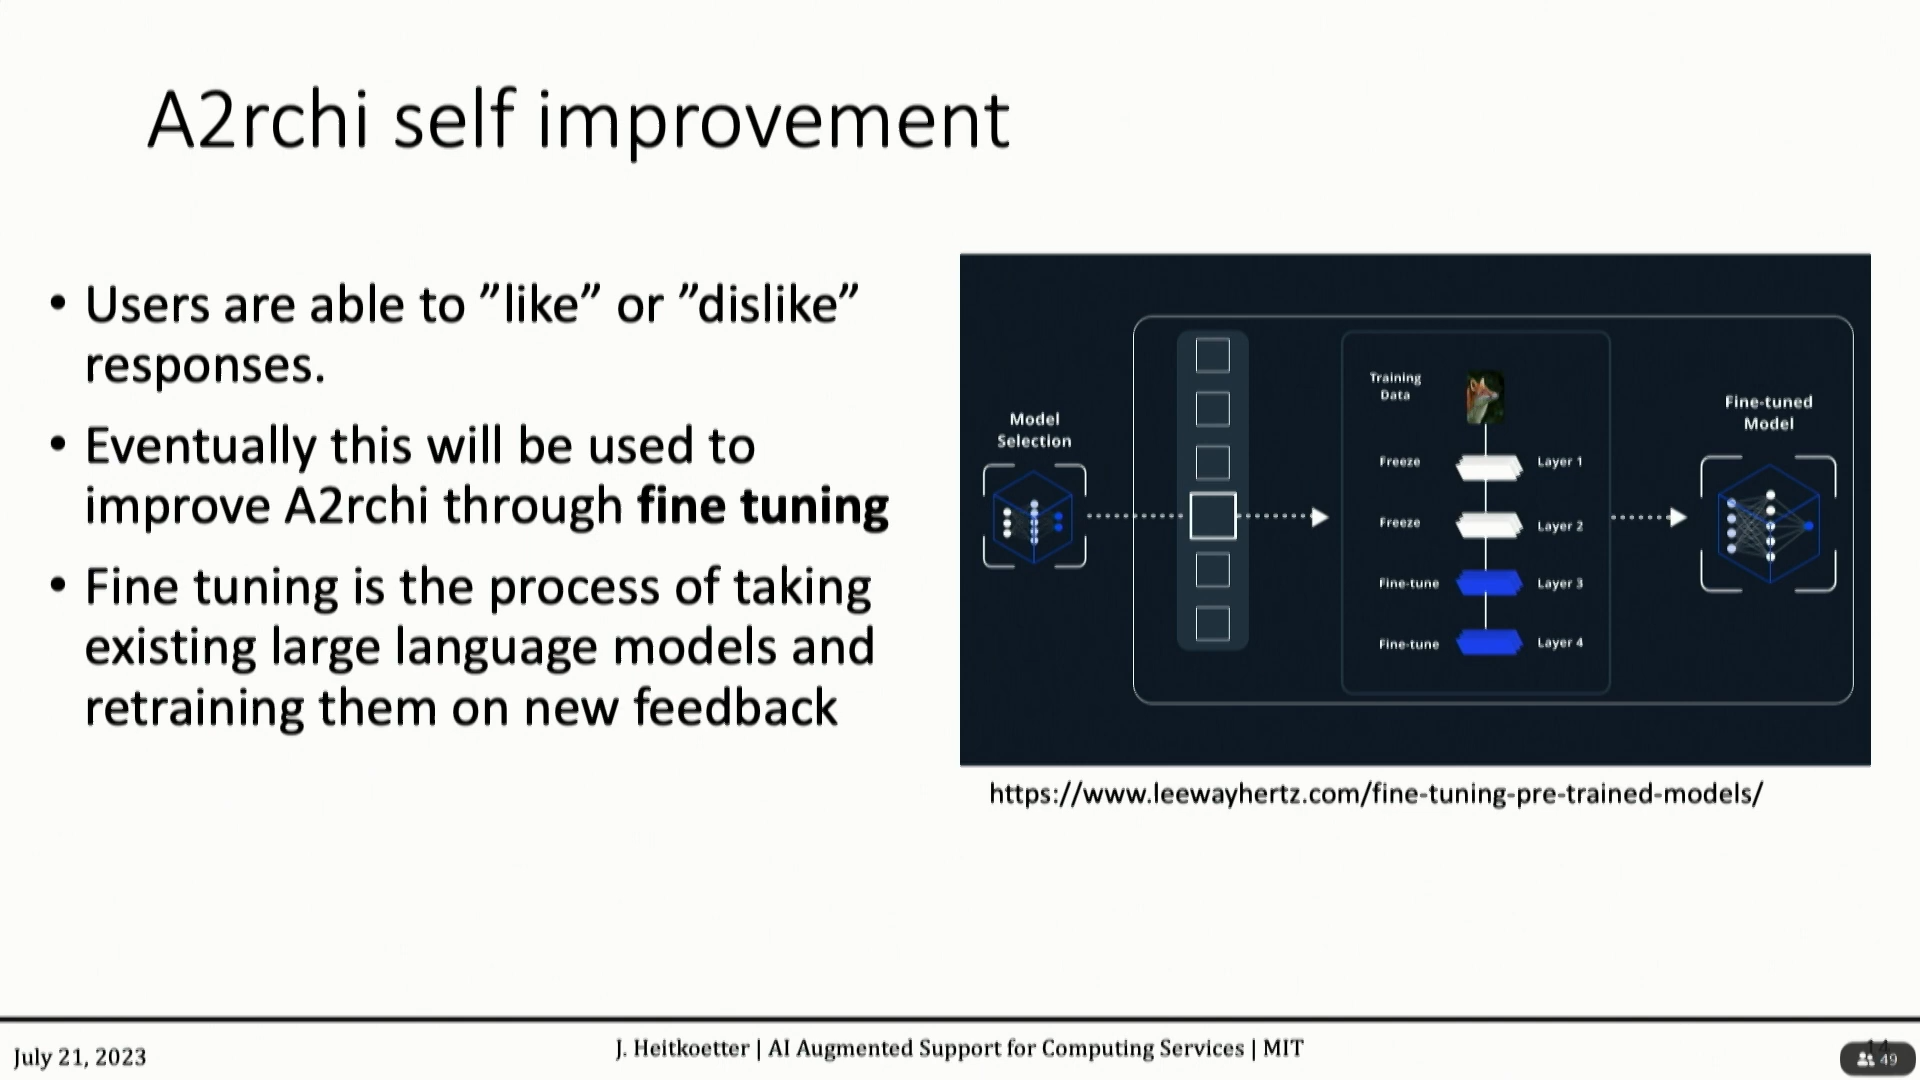 A2rchi self improvement
• Users are able to ”like” or ”dislike”
responses.
• Eventually this will be used to
improve A2rchi through fine tuning
• Fine tuning is the process of taking
existing large language models and
retraining them on new feedback
Model
Selection
Training
Data
Freeze
Layer 1
Freeze
Layer 2
Fine-tune
Layer 3
Fine-tune
Layer 4
Fine-tuned
Model
https://www.leewayhertz.com/fine-tuning-pre-trained-models/
July 21, 2023
J. Heitkoetter | AI Augmented Support for Computing Services | MIT
49